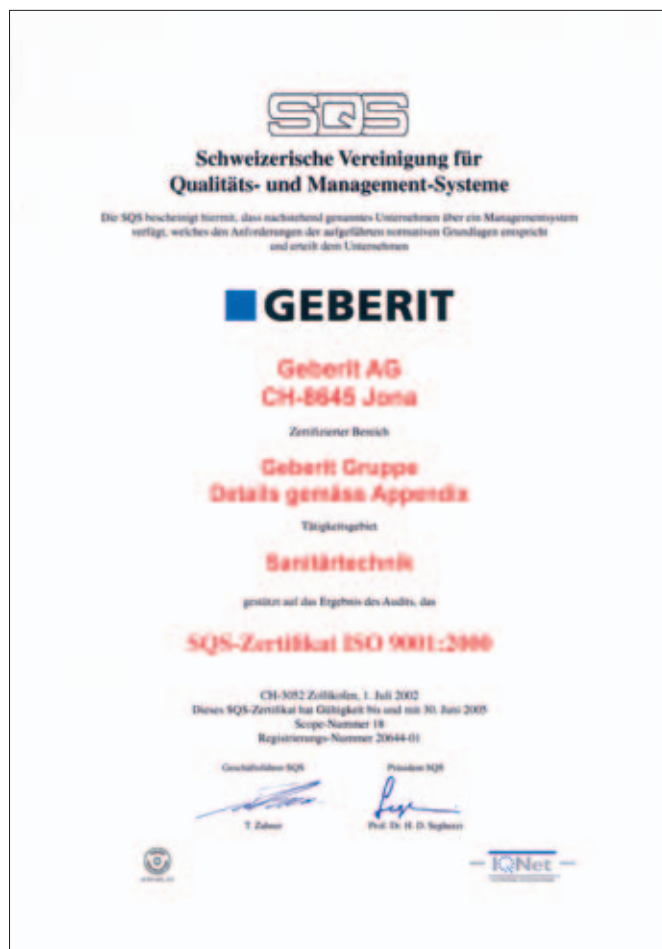 SQS
Schweizerische Vereinigung für
Qualitäts- und Management-Systeme
Die SQS bescheinigt hiermit, dass nachstehend genanntes Unternehmen über ein Managementsystem
verfügt, welches den Anforderungen der aufgeführten normativen Grundlagen entspricht
und erteilt dem Unternehmen
GEBERIT
Geberit AG
CH-8645 Jona
Zertifizierter Bereich
Geberit Gruppe
Details gemäss Appendix
Tätigkeitsgebiet
Sanitärtechnik
gestützt auf das Ergebnis des Audits, das
SQS-Zertifikat ISO 9001:2000
CH-3052 Zollikofen, 1. Juli 2002
Dieses SQS-Zertifikat hat Gültigkeit bis und mit 30. Juni 2005
Scope-Nummer 18
Registrierungs-Nummer 20644-01
Geschäftsführer SQS Präsident SQS
T. Zahner Prof. Dr. H. D. Seghezzi
IQNet